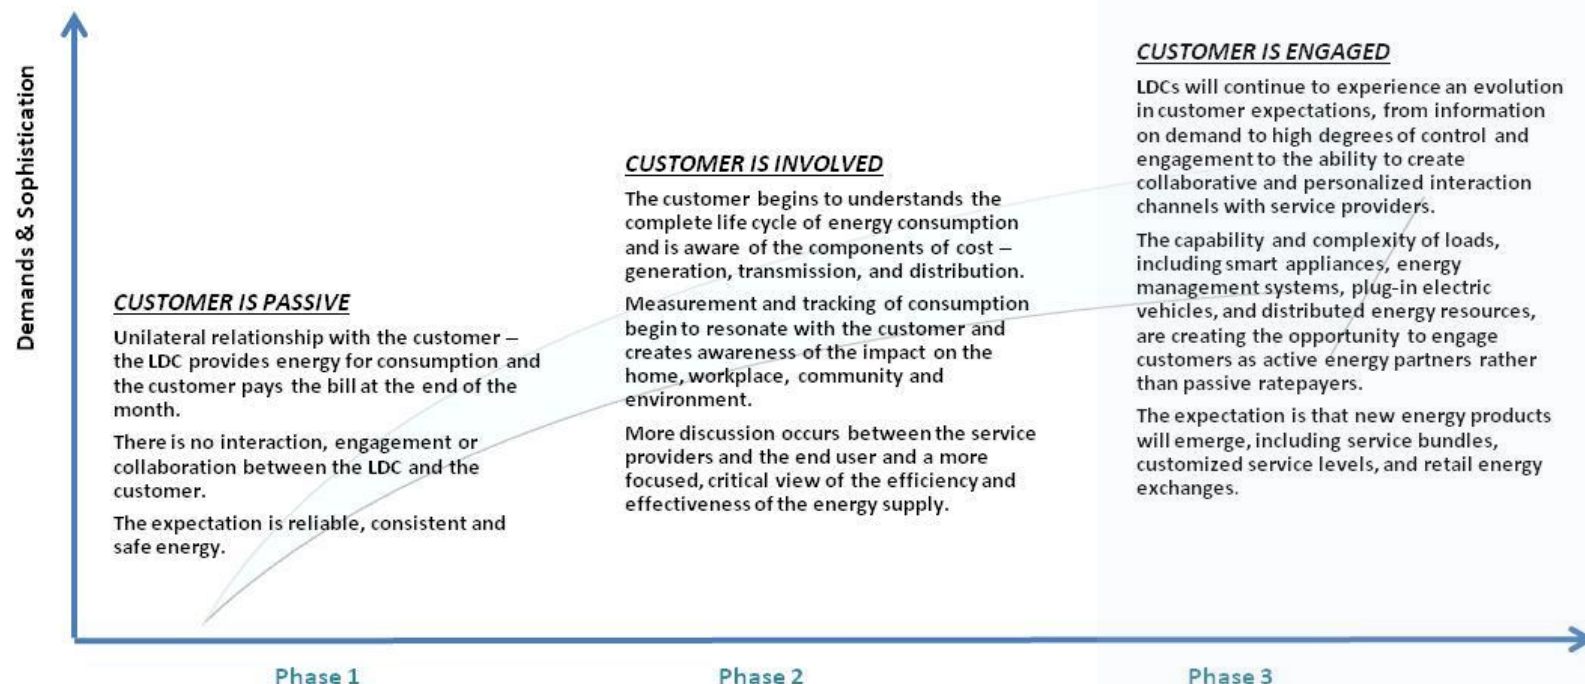 Demands & Sophistication
CUSTOMER IS PASSIVE
Unilateral relationship with the customer –
the LDC provides energy for consumption and
the customer pays the bill at the end of the
month.
There is no interaction, engagement or
collaboration between the LDC and the
customer.
The expectation is reliable, consistent and
safe energy.
CUSTOMER IS INVOLVED
The customer begins to understands the
complete life cycle of energy consumption
and is aware of the components of cost –
generation, transmission, and distribution.
Measurement and tracking of consumption
begin to resonate with the customer and
creates awareness of the impact on the
home, workplace, community and
environment.
More discussion occurs between the service
providers and the end user and a more
focused, critical view of the efficiency and
effectiveness of the energy supply.
CUSTOMER IS ENGAGED
LDCs will continue to experience an evolution
in customer expectations, from information
on demand to high degrees of control and
engagement to the ability to create
collaborative and personalized interaction
channels with service providers.
The capability and complexity of loads,
including smart appliances, energy
management systems, plug-in electric
vehicles, and distributed energy resources,
are creating the opportunity to engage
customers as active energy partners rather
than passive ratepayers.
The expectation is that new energy products
will emerge, including service bundles,
customized service levels, and retail energy
exchanges.
Phase 1
Phase 2
Phase 3